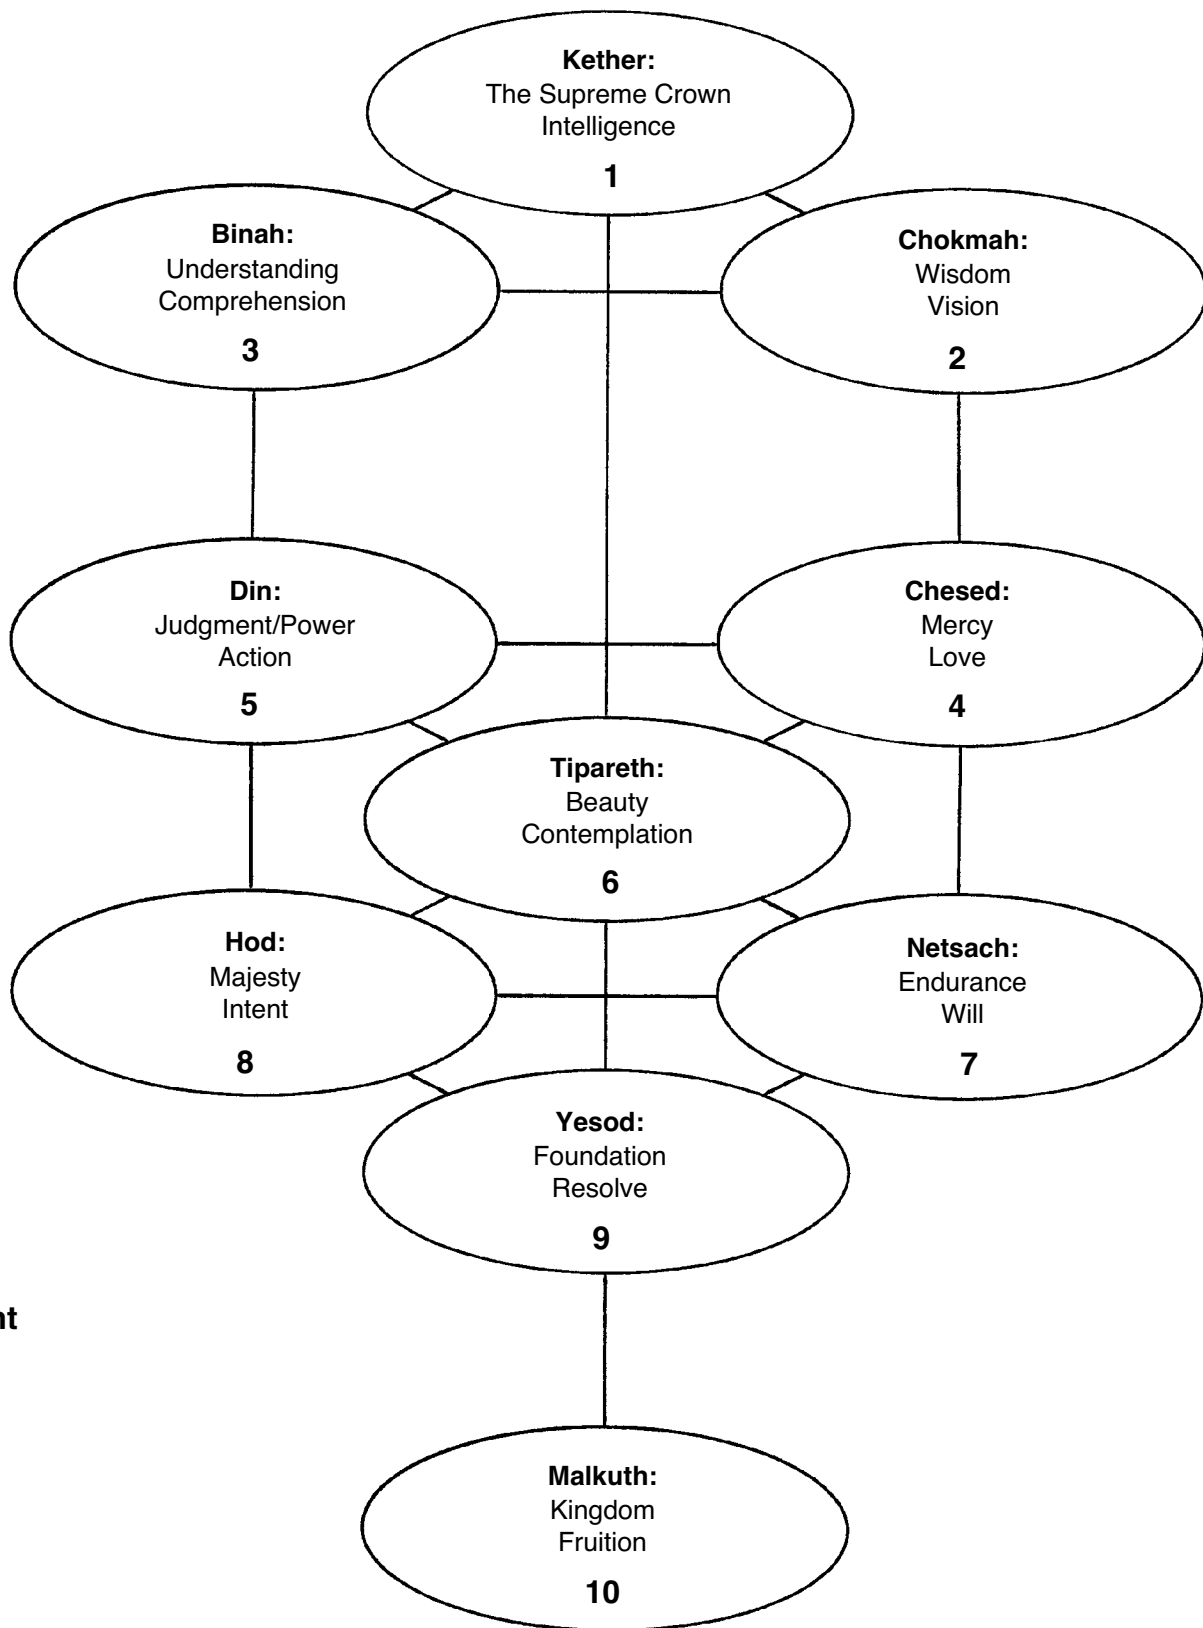 Kether:
The Supreme Crown
Intelligence
1
Binah:
Understanding
Comprehension
3
Chokmah:
Wisdom
Vision
2
Din:
Judgment/Power
Action
5
Chesed:
Mercy
Love
4
Tipareth:
Beauty
Contemplation
6
Hod:
Majesty
Intent
8
Netsach:
Endurance
Will
7
Yesod:
Foundation
Resolve
9
Malkuth:
Kingdom
Fruition
10